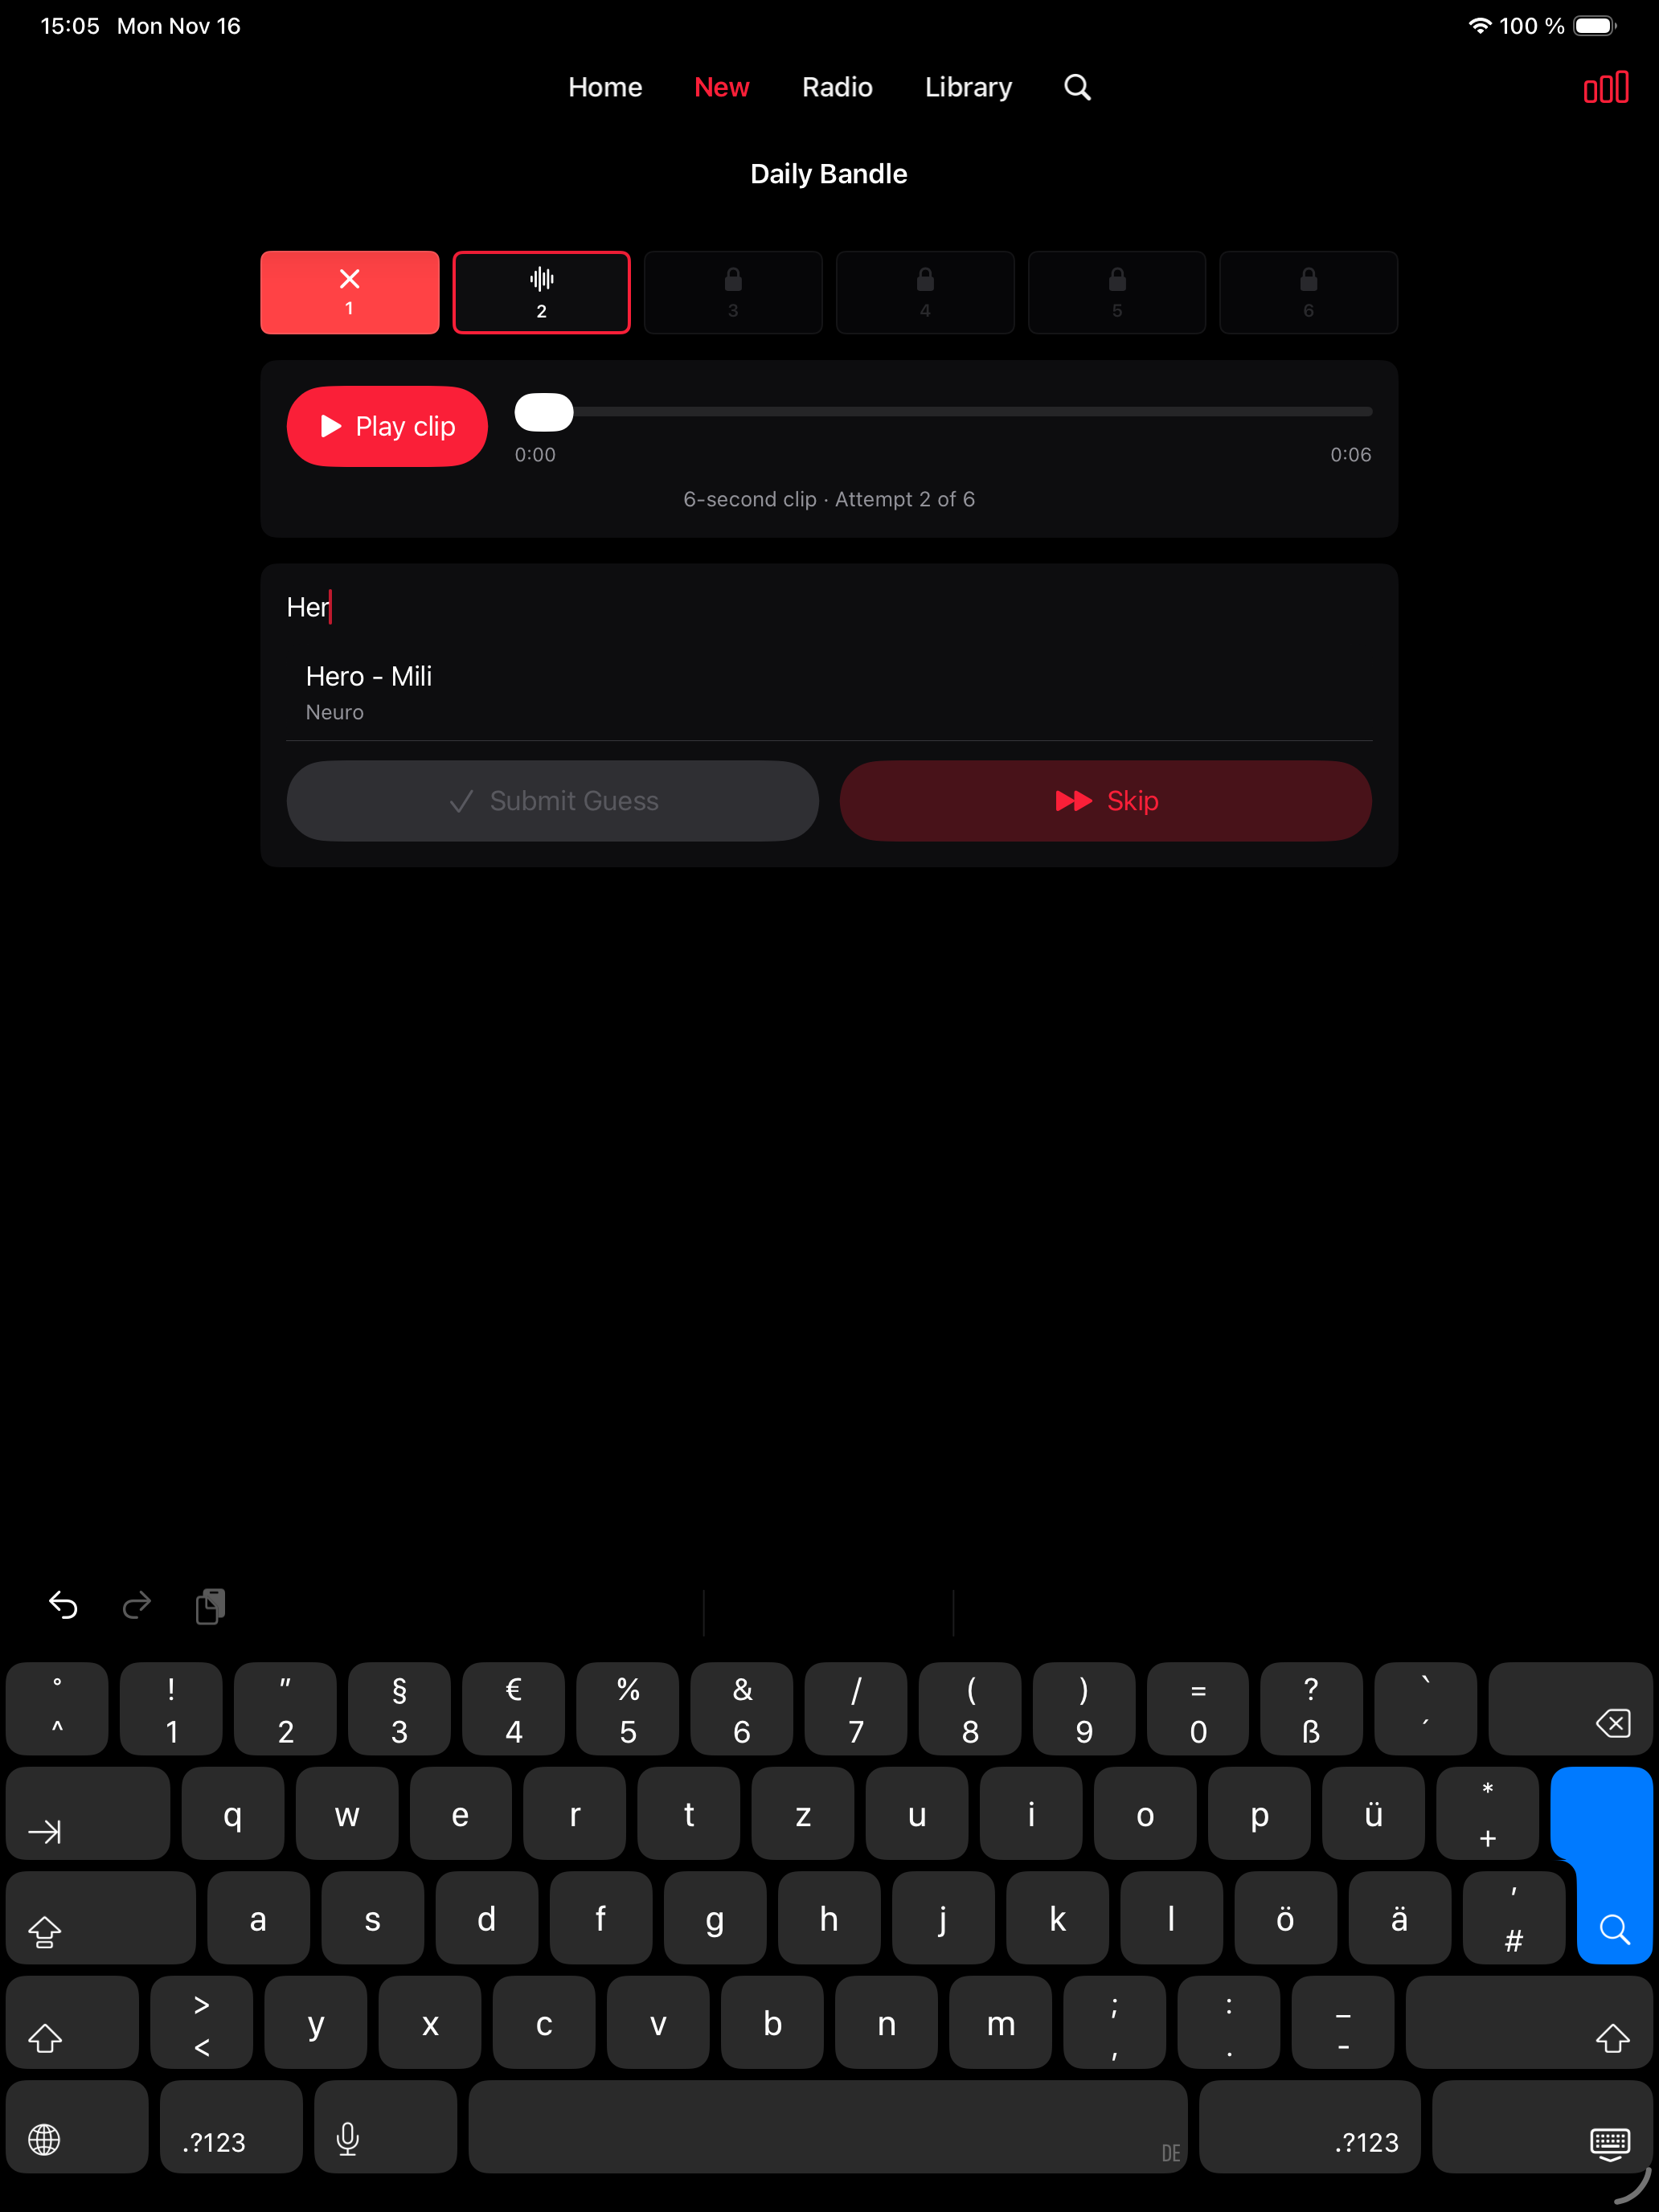 15:05 Mon Nov 16
100 %
Home New Radio Library
Daily Bandle
1 2 3 4 5 6
Play clip
0:00 0:06
6-second clip · Attempt 2 of 6
Her
Hero - Mili
Neuro
Submit Guess Skip
° ! " § € % & / ( ) = ? `
^ 1 2 3 4 5 6 7 8 9 0 ß ´
q w e r t z u i o p ü * +
a s d f g h j k l ö ä ' #
> < y x c v b n m ; , : . _ -
.?123 DE .?123